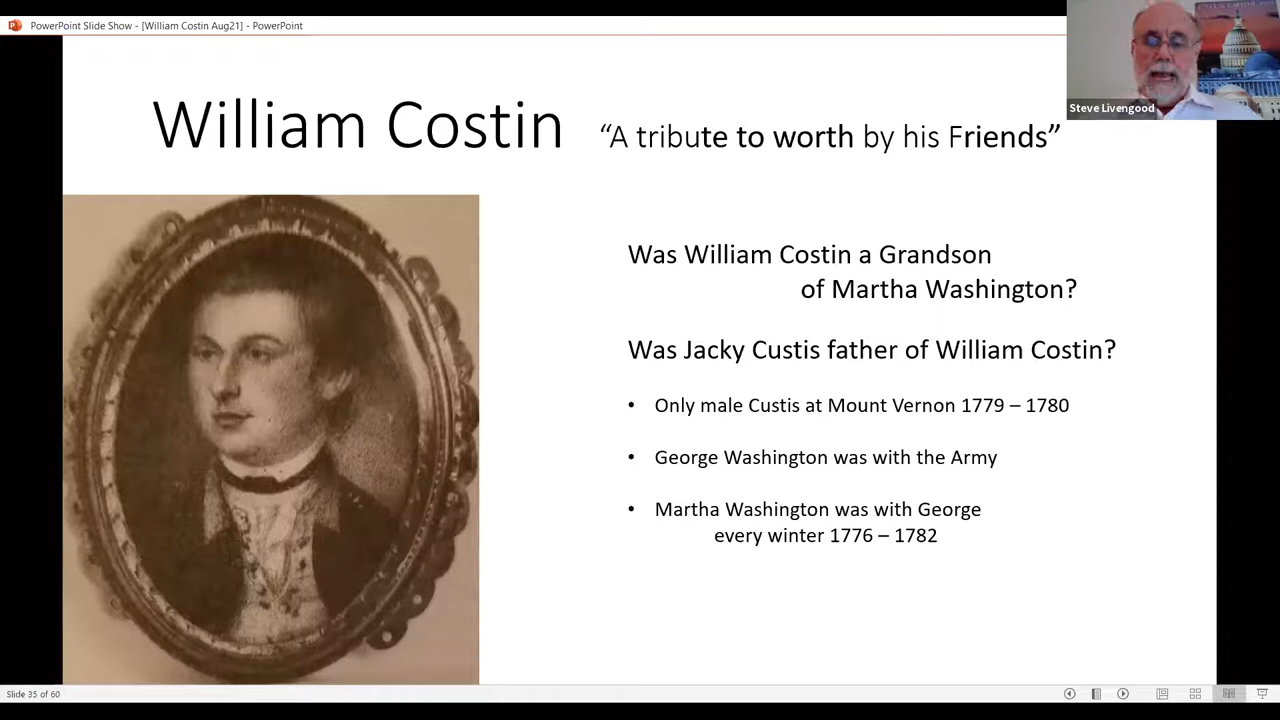 PowerPoint Slide Show - [William Costin Aug21] - PowerPoint
Steve Livengood
William Costin “A tribute to worth by his Friends”
Was William Costin a Grandson
of Martha Washington?
Was Jacky Custis father of William Costin?
• Only male Custis at Mount Vernon 1779 – 1780
• George Washington was with the Army
• Martha Washington was with George
every winter 1776 – 1782
Slide 35 of 60